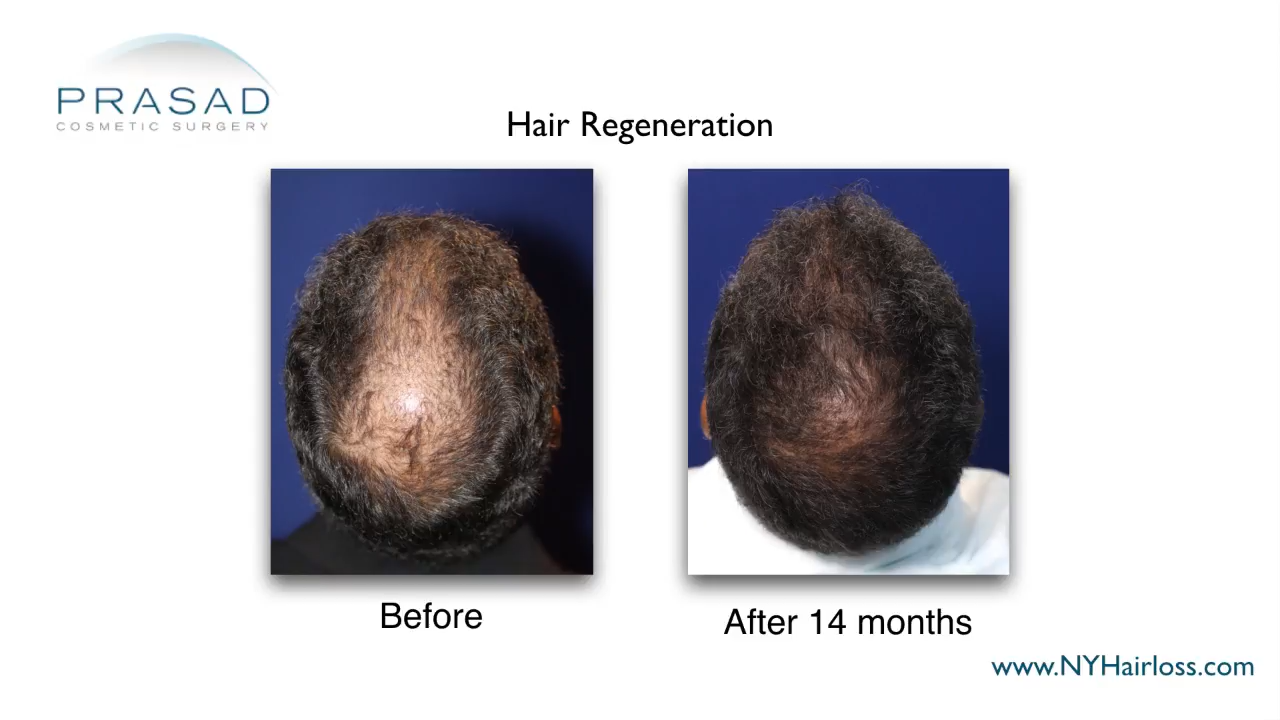 PRASAD
COSMETIC SURGERY
Hair Regeneration
Before
After 14 months
www.NYHairloss.com